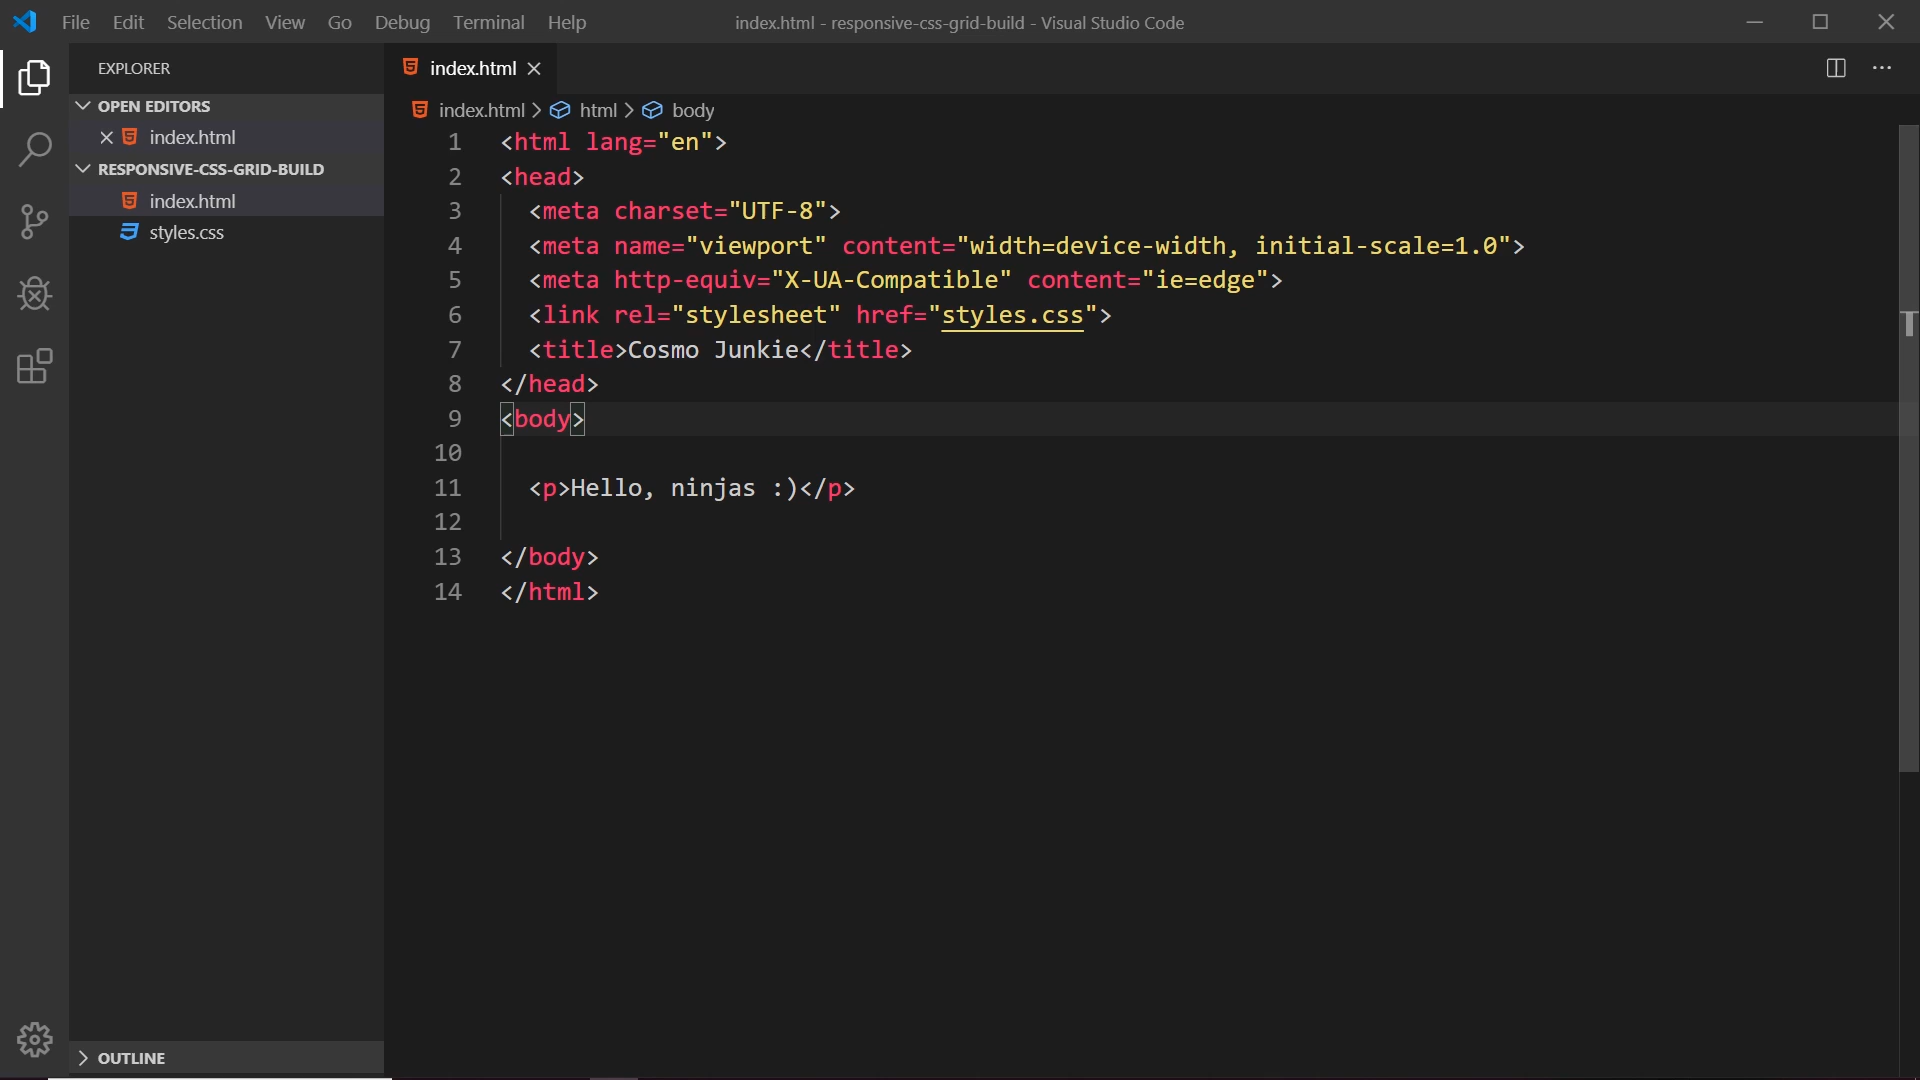 File Edit Selection View Go Debug Terminal Help
index.html - responsive-css-grid-build - Visual Studio Code
EXPLORER
OPEN EDITORS
index.html
RESPONSIVE-CSS-GRID-BUILD
index.html
styles.css
OUTLINE
index.html
index.html > html > body
1 <html lang="en">
2 <head>
3 <meta charset="UTF-8">
4 <meta name="viewport" content="width=device-width, initial-scale=1.0">
5 <meta http-equiv="X-UA-Compatible" content="ie=edge">
6 <link rel="stylesheet" href="styles.css">
7 <title>Cosmo Junkie</title>
8 </head>
9 <body>
10
11 <p>Hello, ninjas :)</p>
12
13 </body>
14 </html>